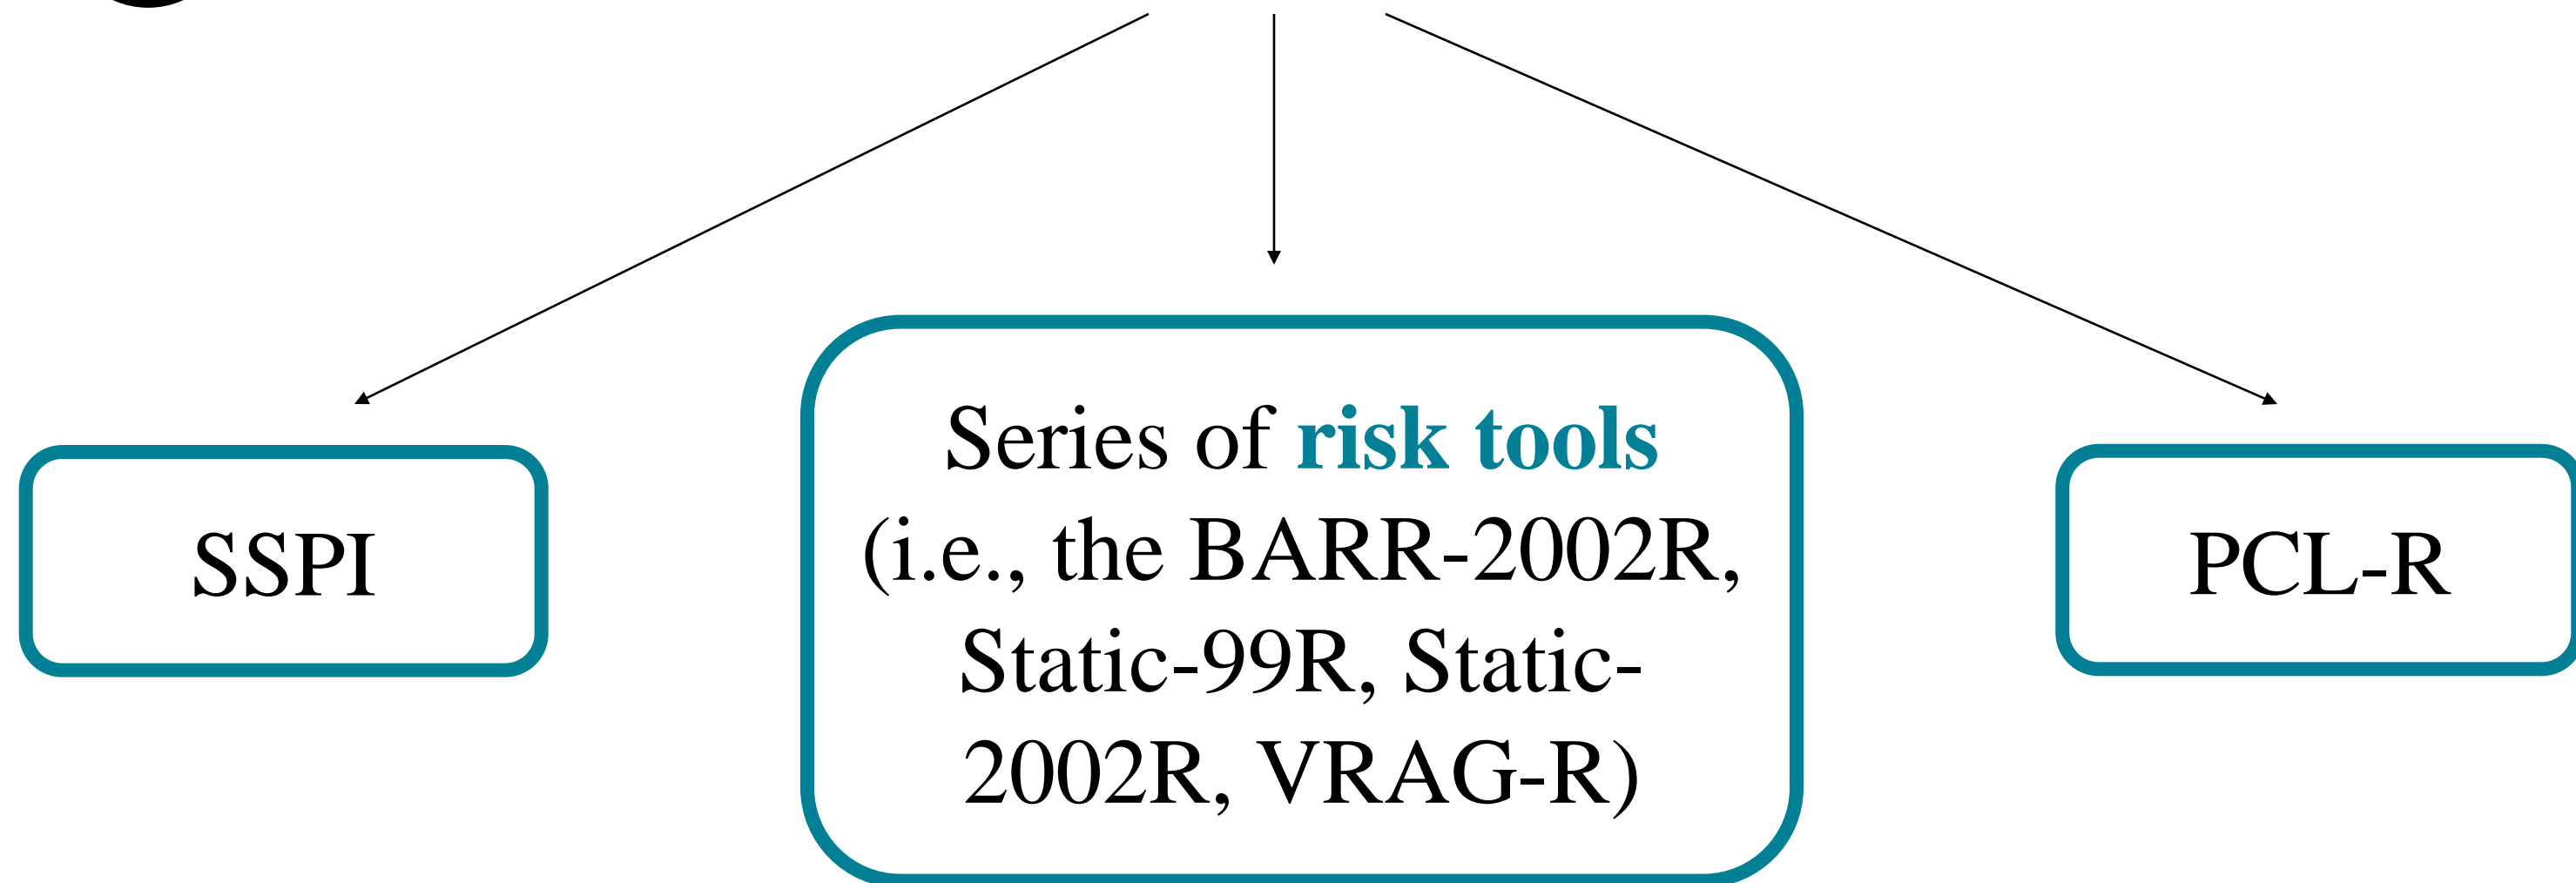 SSPI
Series of risk tools
(i.e., the BARR-2002R,
Static-99R, Static-
2002R, VRAG-R)
PCL-R